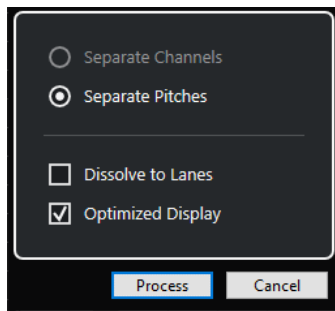 Separate Channels
Separate Pitches
Dissolve to Lanes
Optimized Display
Process Cancel